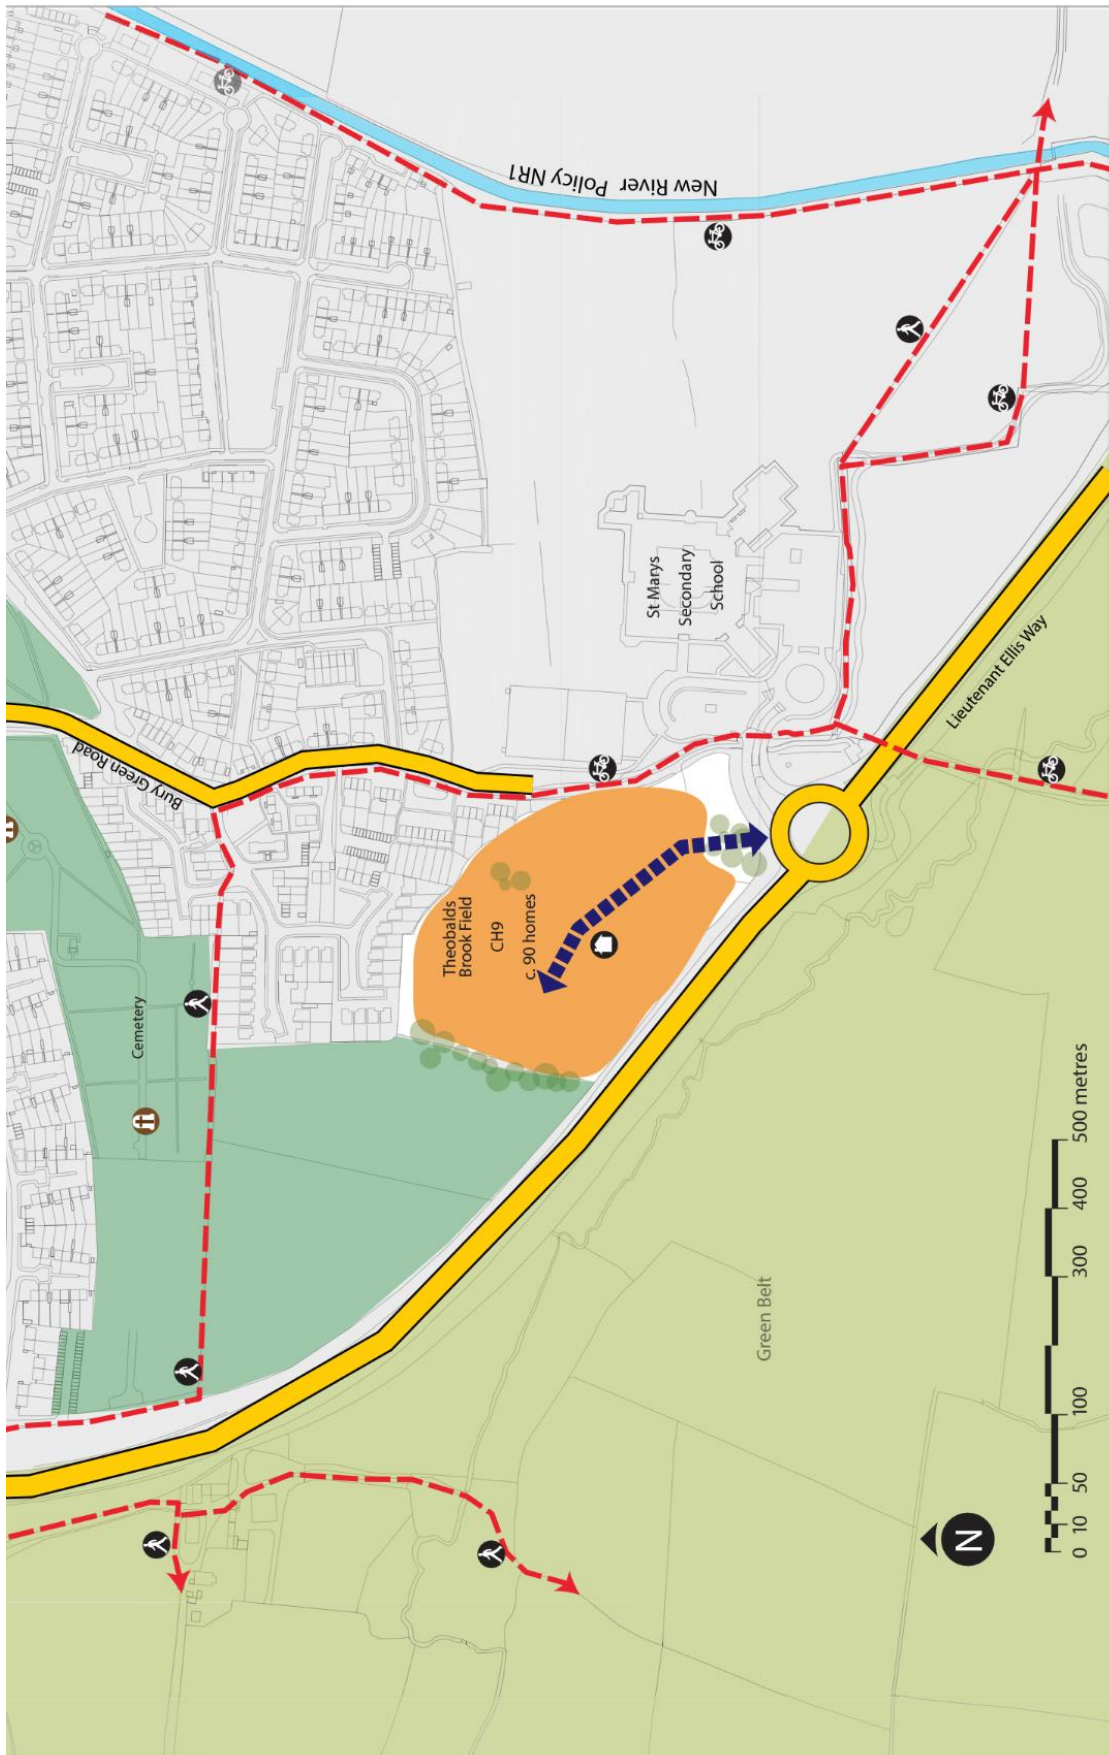 Bury Green Road
Cemetery
New River Policy NR1
Theobalds
Brook Field
CH9
c. 90 homes
St Marys
Secondary
School
Lieutenant Ellis Way
Green Belt
N
0 10 50 100 300 400 500 metres